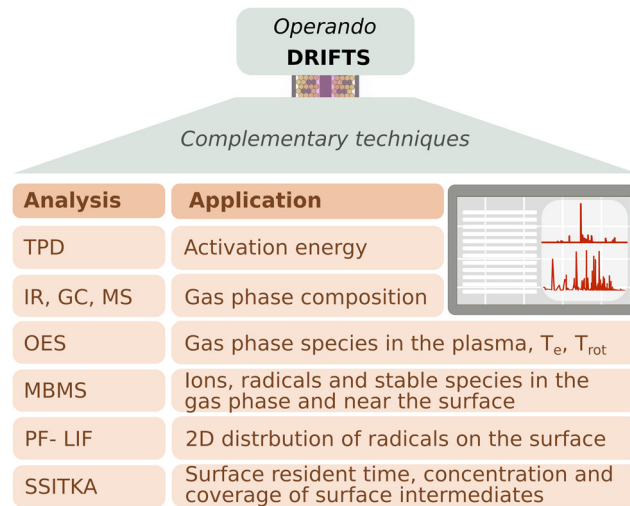 Operando
DRIFTS
Complementary techniques
Analysis Application
TPD Activation energy
IR, GC, MS Gas phase composition
OES Gas phase species in the plasma, Te, Trot
MBMS Ions, radicals and stable species in the
gas phase and near the surface
PF- LIF 2D distrbution of radicals on the surface
SSITKA Surface resident time, concentration and
coverage of surface intermediates